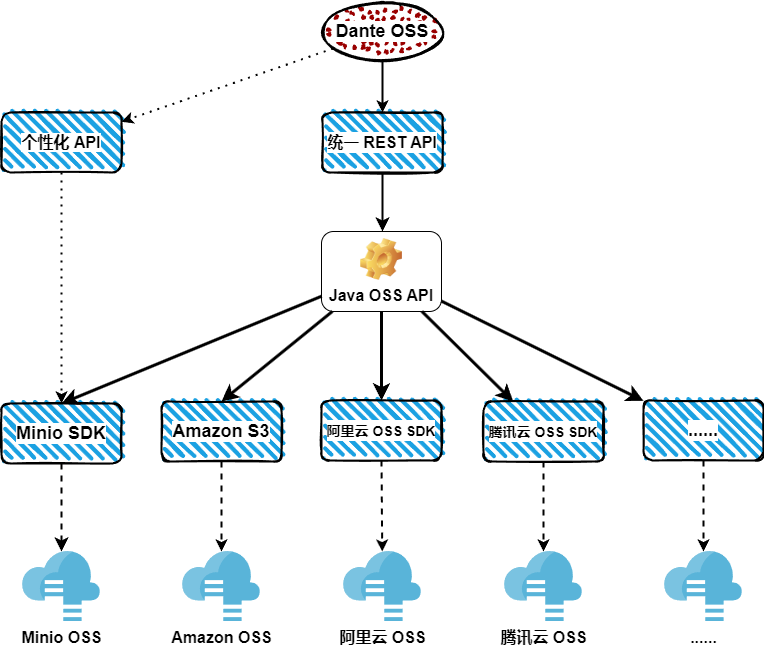 Dante OSS
个性化 API
统一 REST API
Java OSS API
Minio SDK
Amazon S3
阿里云 OSS SDK
腾讯云 OSS SDK
......
Minio OSS
Amazon OSS
阿里云 OSS
腾讯云 OSS
......